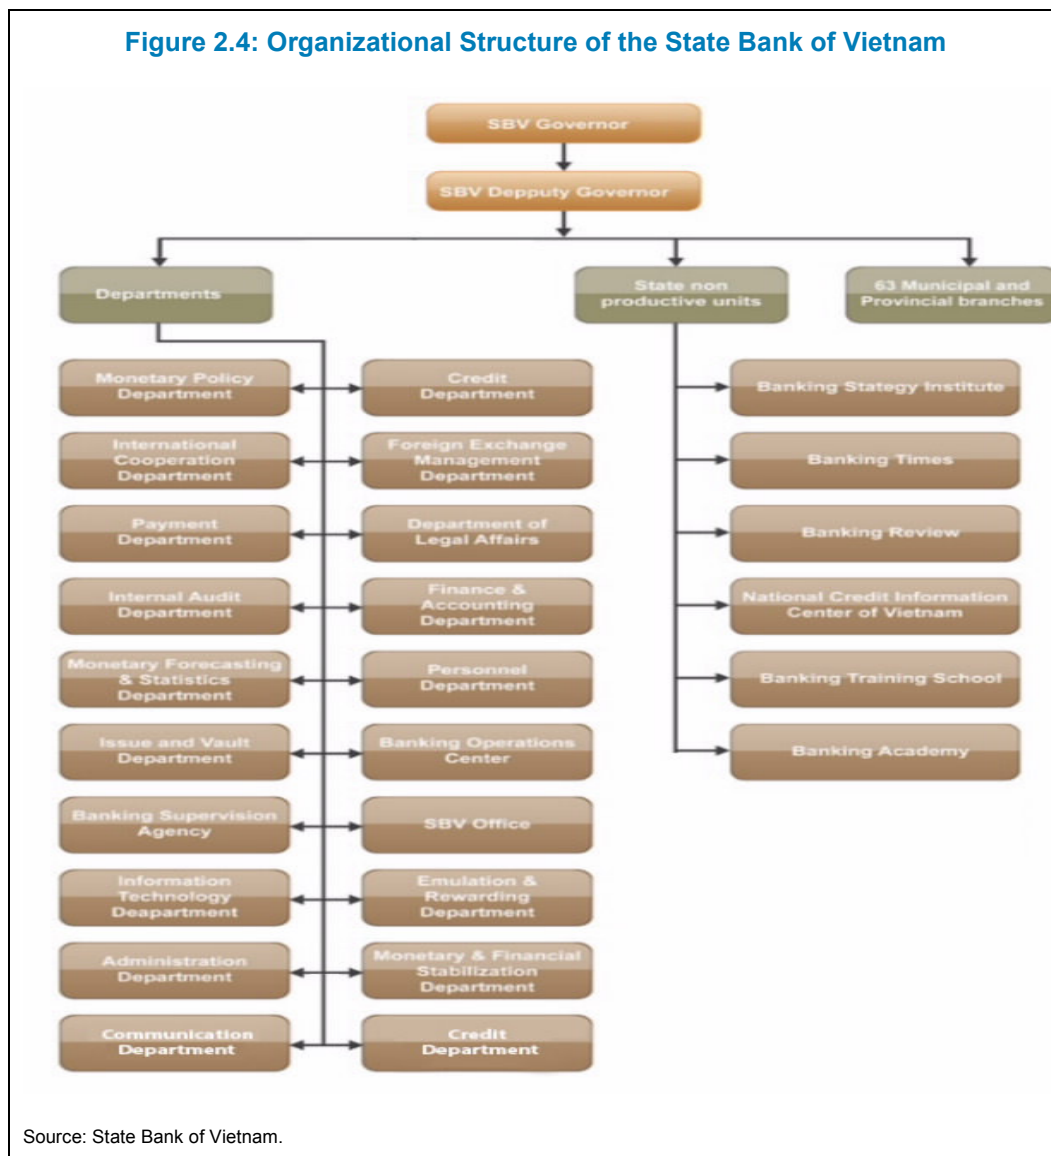 Figure 2.4: Organizational Structure of the State Bank of Vietnam
SBV Governor
SBV Depputy Governor
Departments
State non
productive units
63 Municipal and
Provincial branches
Monetary Policy
Department
Credit
Department
Banking Stategy Institute
International
Cooperation
Department
Foreign Exchange
Management
Department
Banking Times
Payment
Department
Department of
Legal Affairs
Banking Review
Internal Audit
Department
Finance &
Accounting
Department
National Credit Information
Center of Vietnam
Monetary Forecasting
& Statistics
Department
Personnel
Department
Banking Training School
Issue and Vault
Department
Banking Operations
Center
Banking Academy
Banking Supervision
Agency
SBV Office
Information
Technology
Deapartment
Emulation &
Rewarding
Department
Administration
Department
Monetary & Financial
Stabilization
Department
Communication
Department
Credit
Department
Source: State Bank of Vietnam.